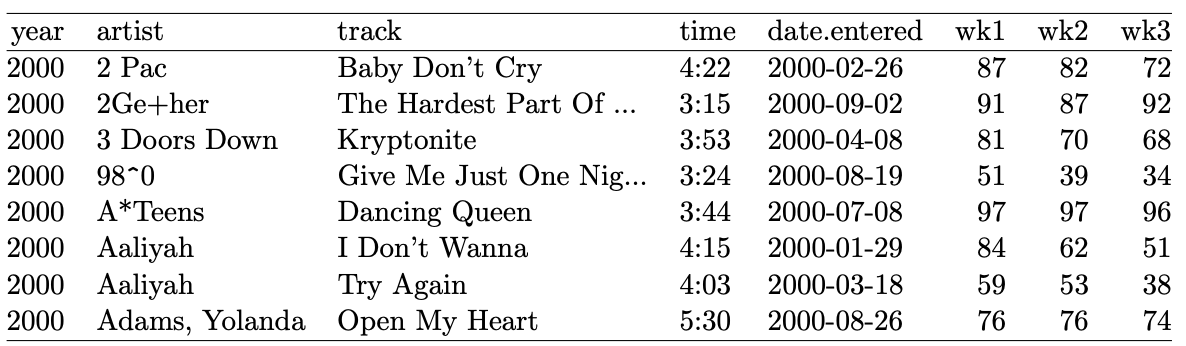 year artist track time date.entered wk1 wk2 wk3
2000 2 Pac Baby Don't Cry 4:22 2000-02-26 87 82 72
2000 2Ge+her The Hardest Part Of ... 3:15 2000-09-02 91 87 92
2000 3 Doors Down Kryptonite 3:53 2000-04-08 81 70 68
2000 98^0 Give Me Just One Nig... 3:24 2000-08-19 51 39 34
2000 A*Teens Dancing Queen 3:44 2000-07-08 97 97 96
2000 Aaliyah I Don't Wanna 4:15 2000-01-29 84 62 51
2000 Aaliyah Try Again 4:03 2000-03-18 59 53 38
2000 Adams, Yolanda Open My Heart 5:30 2000-08-26 76 76 74